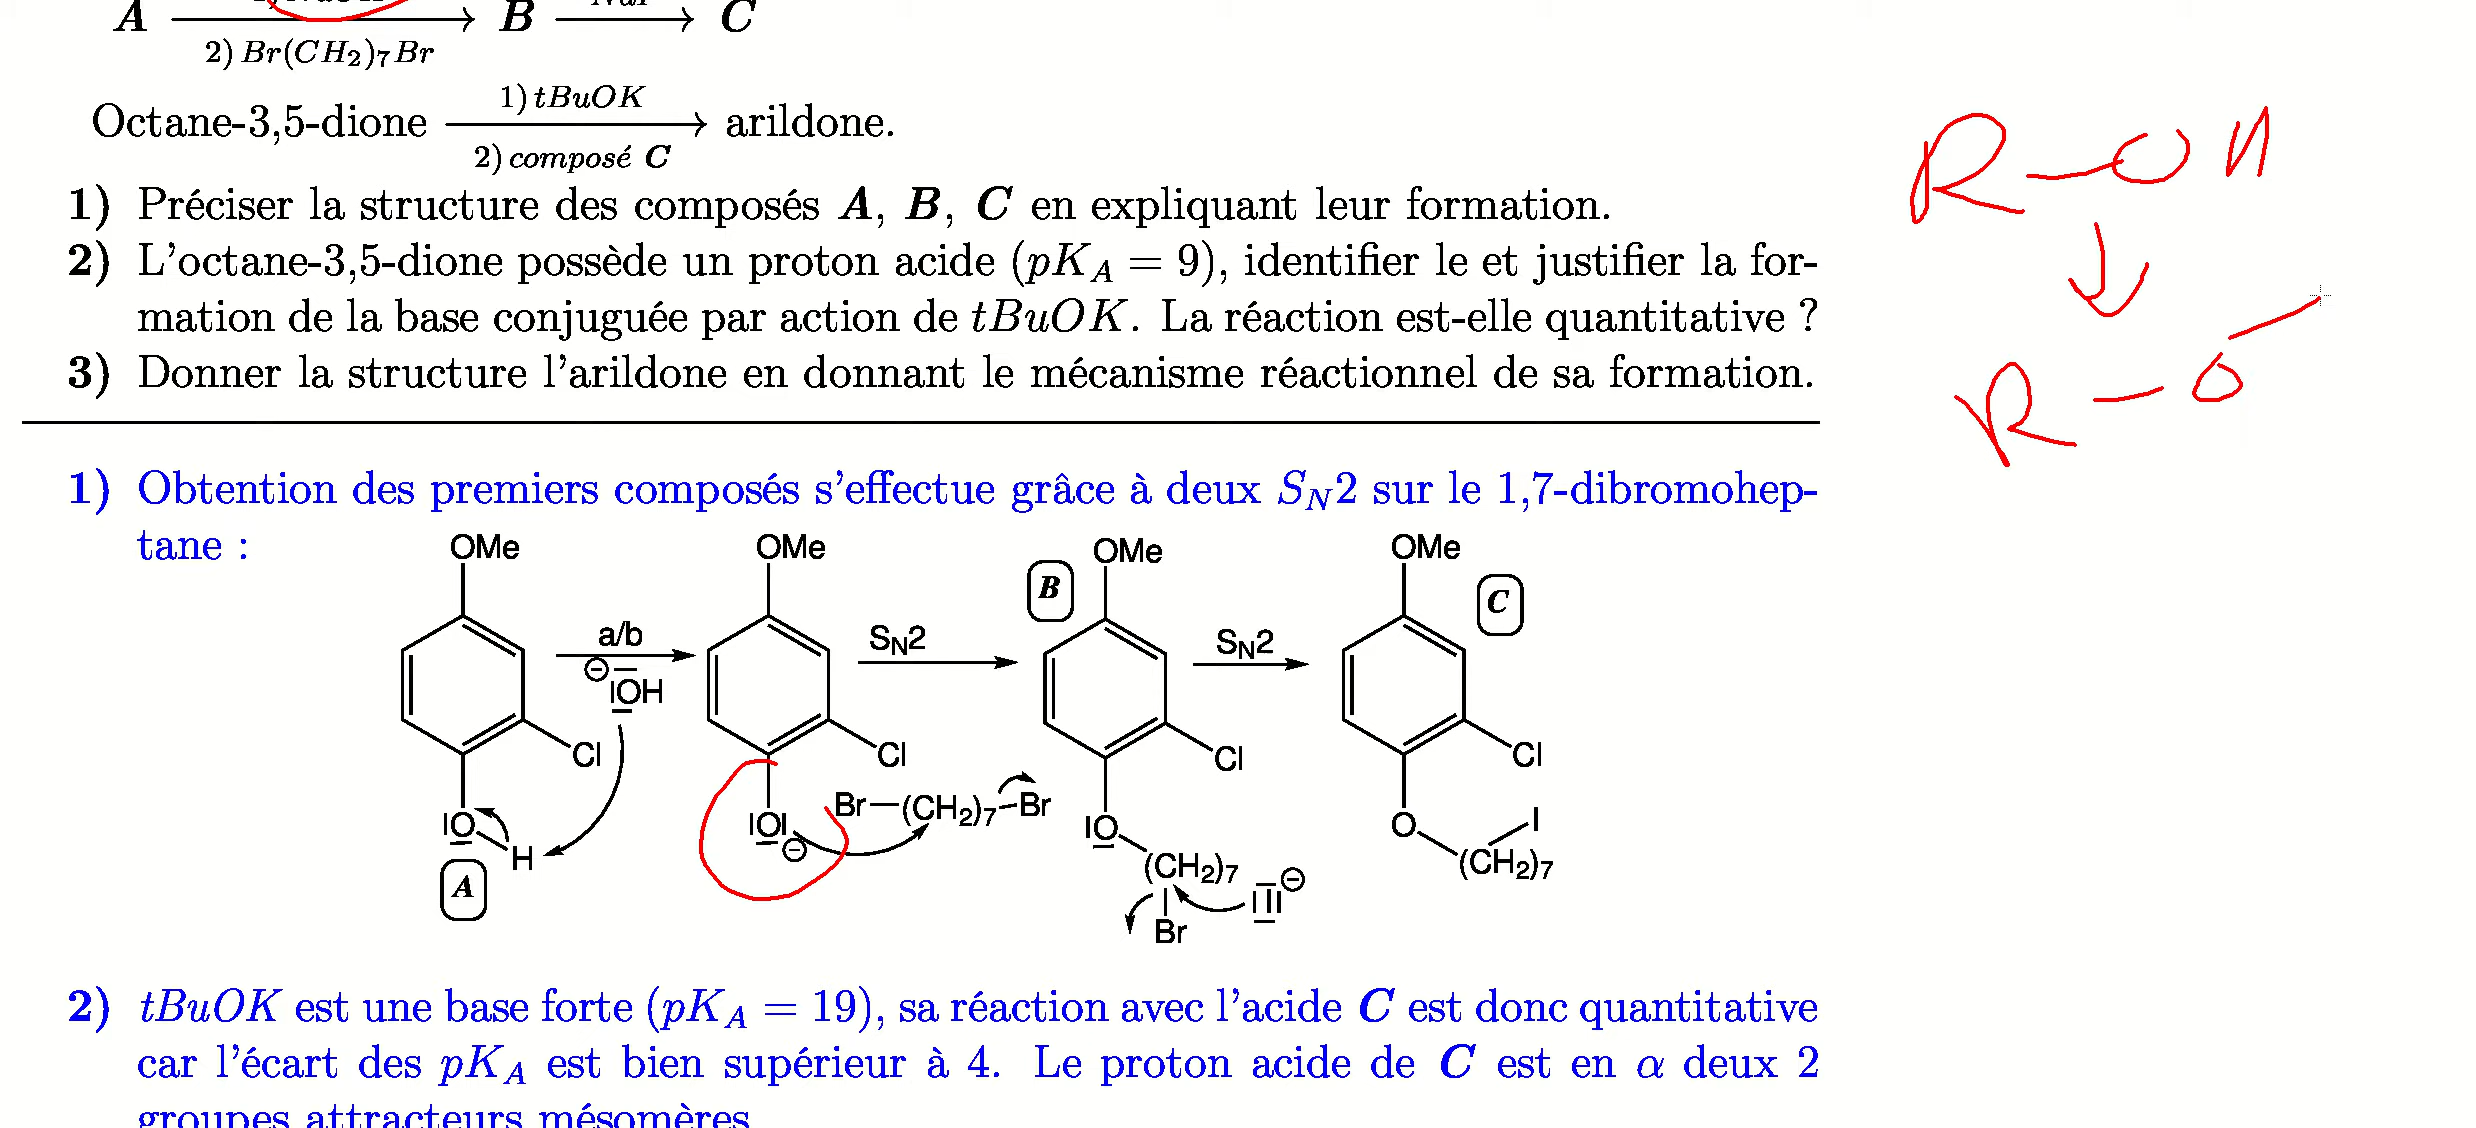 A ⟶ B ⟶ C
2) Br(CH₂)₇Br
1) tBuOK
Octane-3,5-dione ⟶ arildone.
2) composé C
1) Préciser la structure des composés A, B, C en expliquant leur formation.
2) L'octane-3,5-dione possède un proton acide (pK_A = 9), identifier le et justifier la for-
mation de la base conjuguée par action de tBuOK. La réaction est-elle quantitative ?
3) Donner la structure l'arildone en donnant le mécanisme réactionnel de sa formation.
R—OH
R—O
1) Obtention des premiers composés s'effectue grâce à deux S_N2 sur le 1,7-dibromohep-
tane :
OMe OMe B OMe OMe C
a/b S_N2 S_N2
⊖ IOH
Cl Cl Cl Cl
IO H IOI ⊖ Br—(CH₂)₇—Br IO O I
A (CH₂)₇ I ⊖ (CH₂)₇
Br
2) tBuOK est une base forte (pK_A = 19), sa réaction avec l'acide C est donc quantitative
car l'écart des pK_A est bien supérieur à 4. Le proton acide de C est en α deux 2
groupes attracteurs mésomères